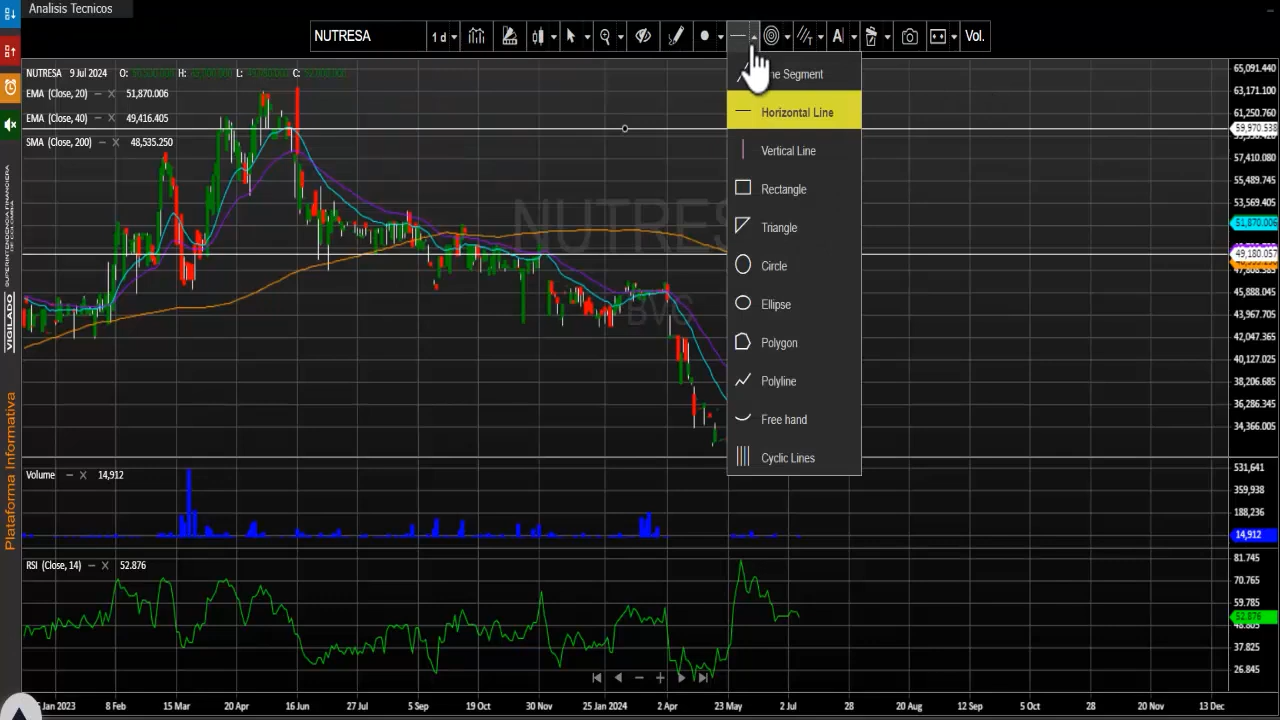 Analisis Tecnicos
NUTRESA
1 d
Vol.
NUTRESA 9 Jul 2024 O: H: L: C:
EMA (Close, 20) 51,870.006
EMA (Close, 40) 49,416.405
SMA (Close, 200) 48,535.250
Line Segment
Horizontal Line
Vertical Line
Rectangle
Triangle
Circle
Ellipse
Polygon
Polyline
Free hand
Cyclic Lines
NUTRESA
BVC
65,091.440
63,171.100
61,250.760
59,970.538
57,410.080
55,489.745
53,569.405
51,870.006
49,180.057
45,888.045
43,967.705
42,047.365
40,127.025
38,206.685
36,286.345
34,366.005
Volume 14,912
531,641
359,938
188,236
14,912
RSI (Close, 14) 52.876
81.745
70.765
59.785
52.876
48.805
37.825
26.845
Jan 2023 8 Feb 15 Mar 20 Apr 16 Jun 27 Jul 5 Sep 19 Oct 30 Nov 25 Jan 2024 2 Apr 23 May 2 Jul 28 20 Aug 12 Sep 5 Oct 28 20 Nov 13 Dec
VIGILADO
Plataforma Informativa